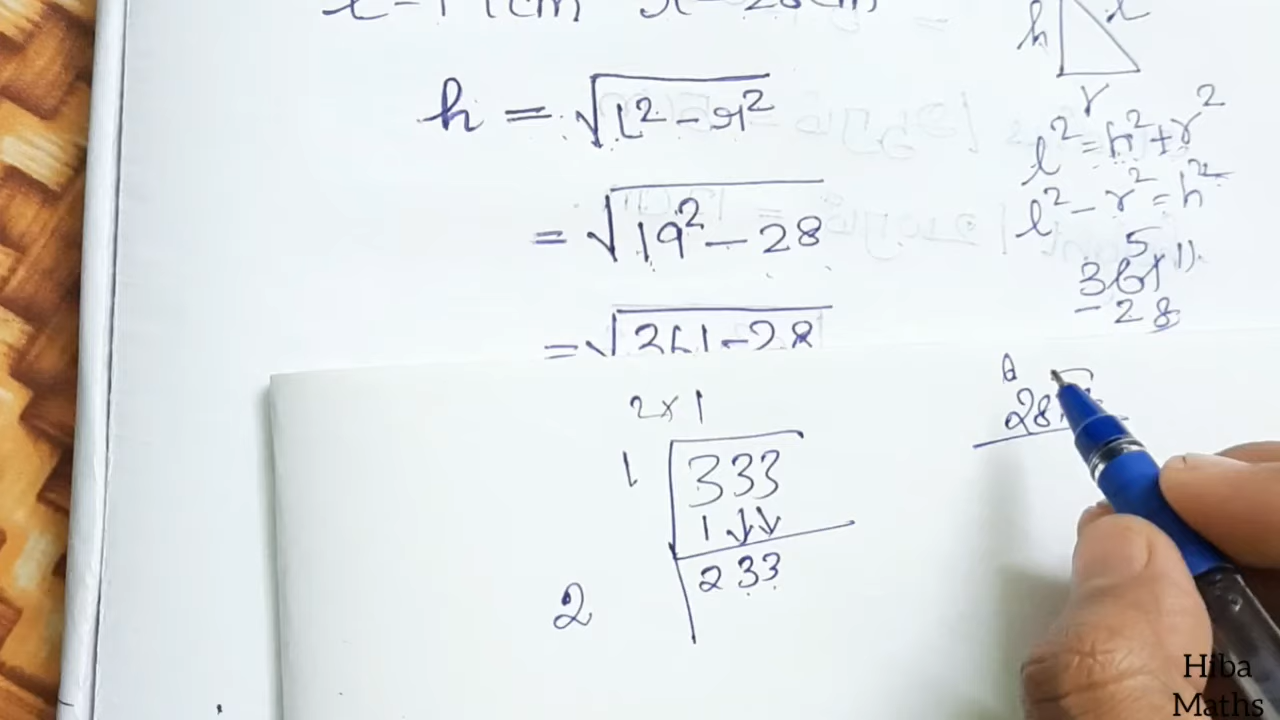 h = √l² - r²
= √19² - 28
= √361 - 28
h
l
r
l² = h² + r²
l² - r² = h²
5
361
- 28
2 × 1
1
333
1↓↓
233
2
28
Hiba
Maths